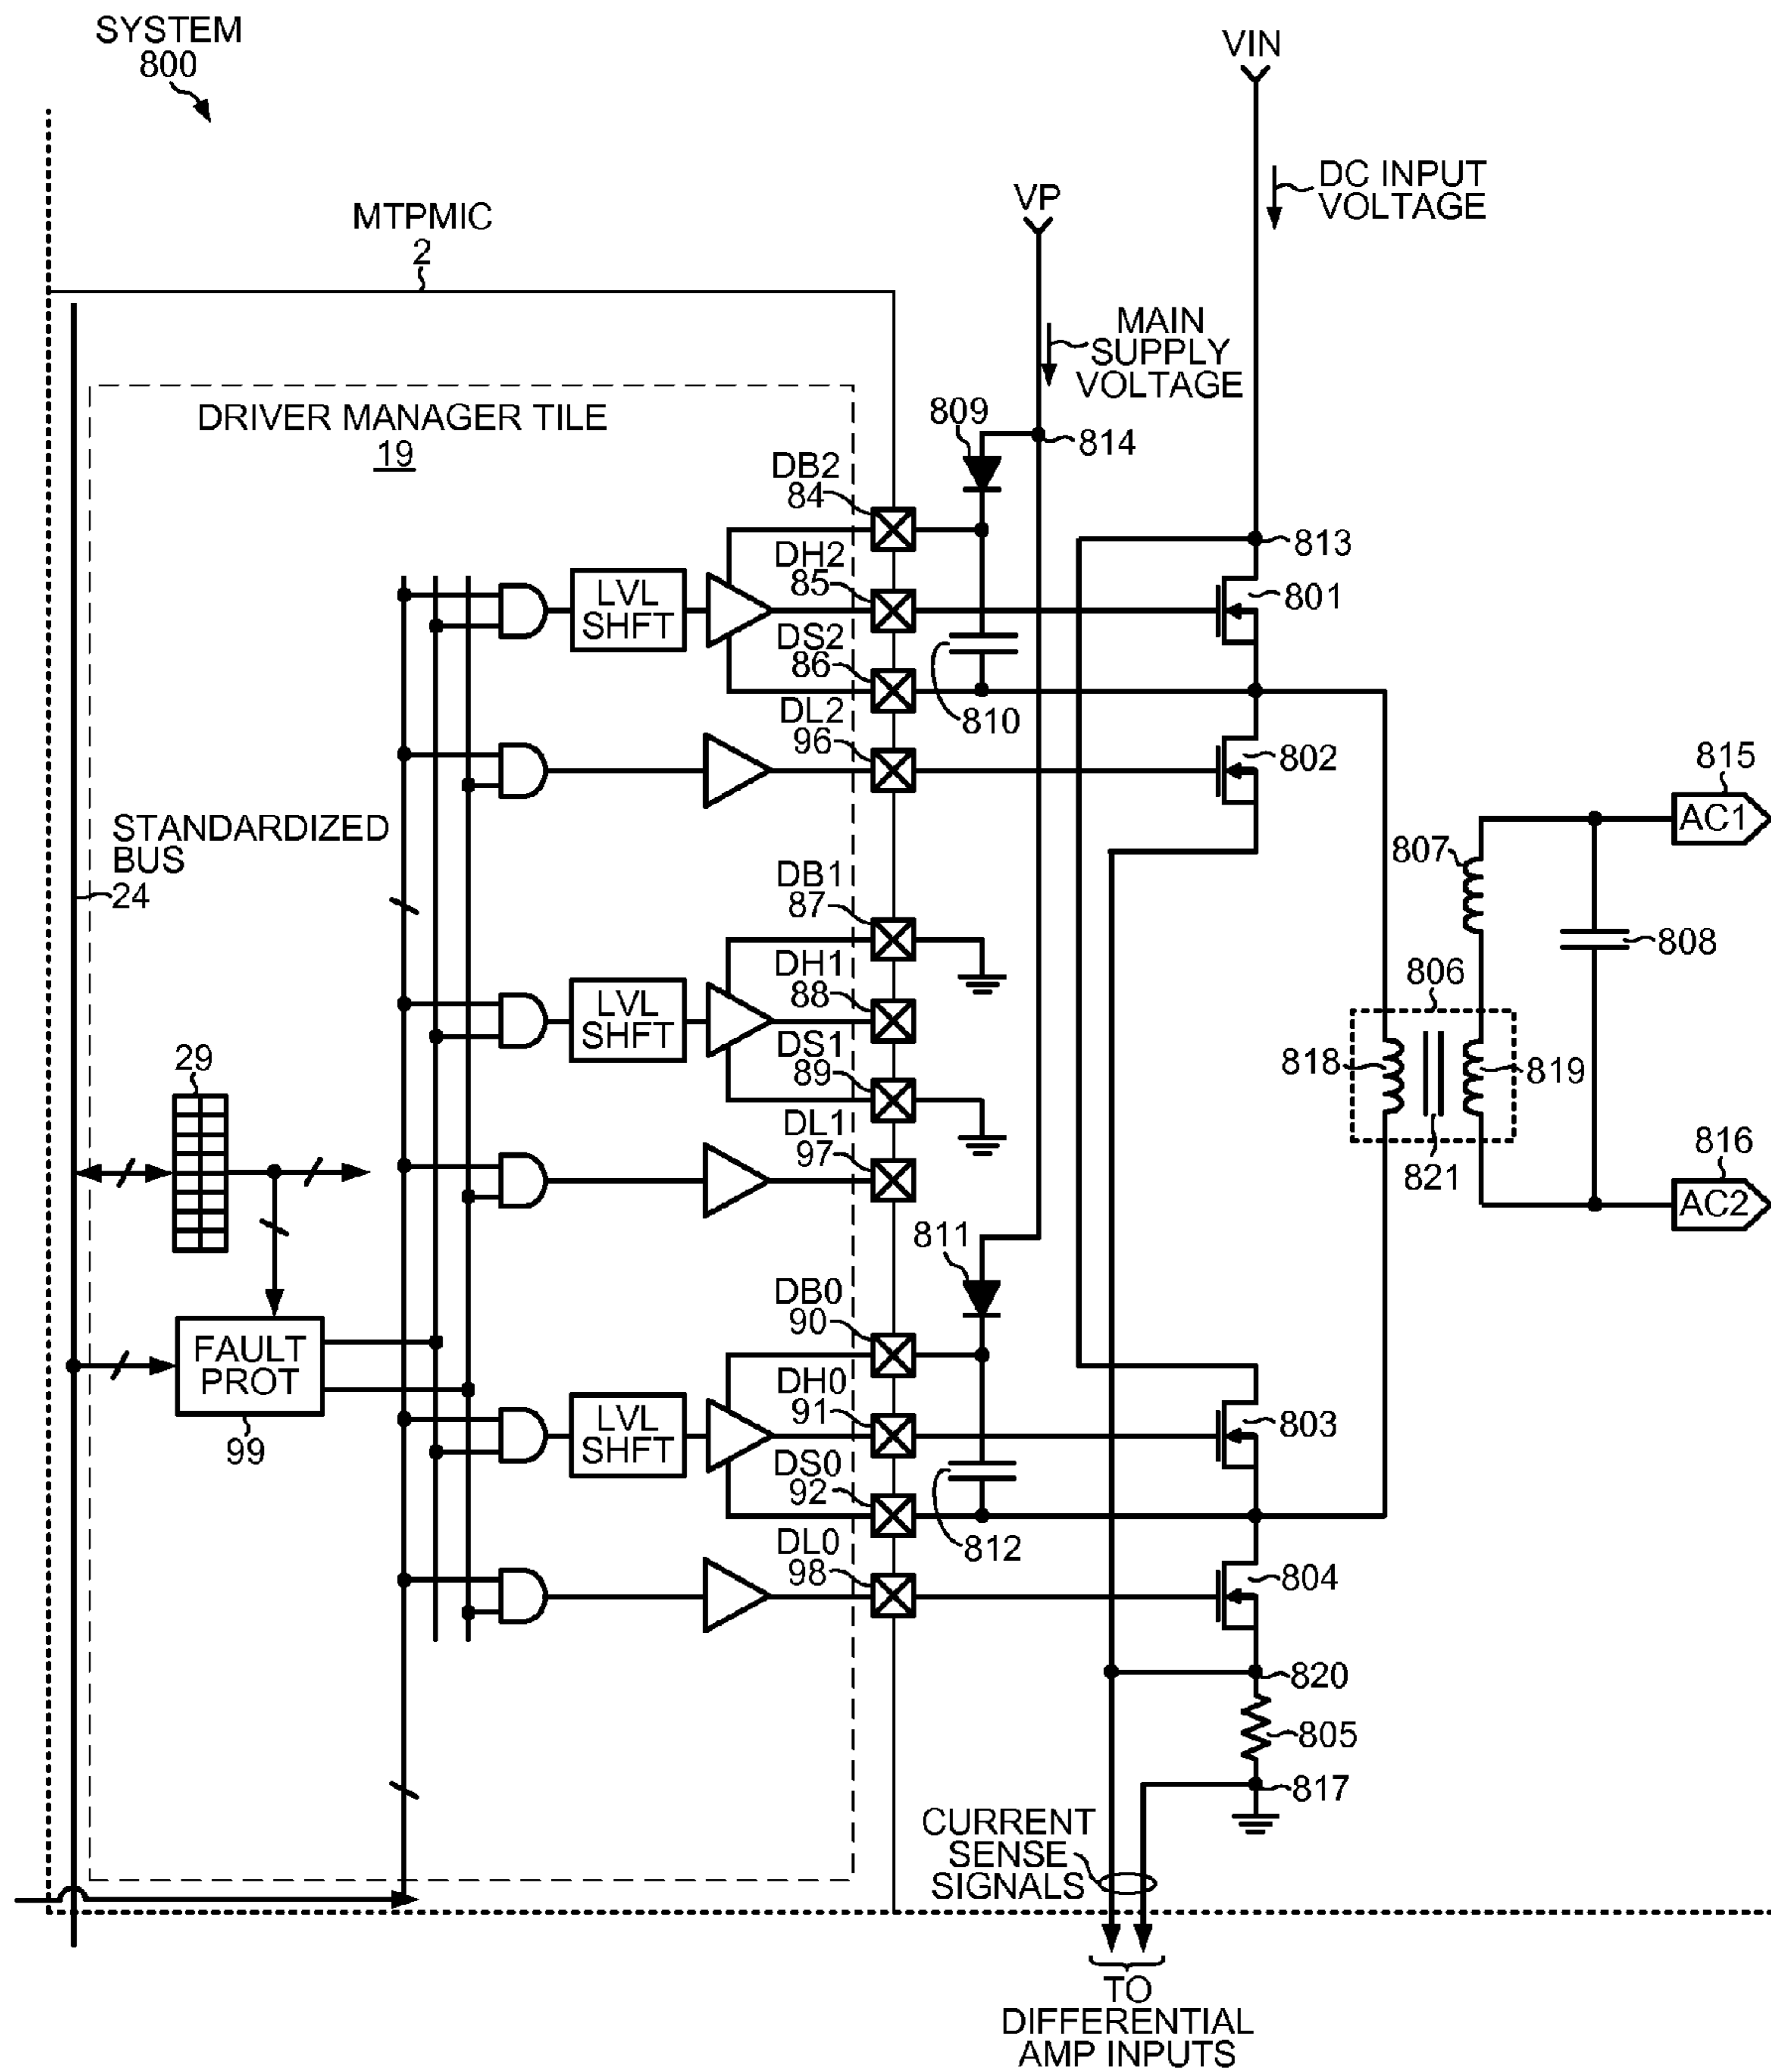 SYSTEM
800
VIN
DC INPUT
VOLTAGE
VP
MTPMIC
2
MAIN
SUPPLY
VOLTAGE
DRIVER MANAGER TILE
19
809
814
DB2
84
813
DH2
85
LVL
SHFT
801
DS2
86
810
DL2
96
802
815
AC1
STANDARDIZED
BUS
24
807
DB1
87
808
806
DH1
88
LVL
SHFT
DS1
89
29
818
819
821
DL1
97
816
AC2
811
DB0
90
FAULT
PROT
99
DH0
91
LVL
SHFT
803
DS0
92
812
DL0
98
804
820
805
817
CURRENT
SENSE
SIGNALS
TO
DIFFERENTIAL
AMP INPUTS